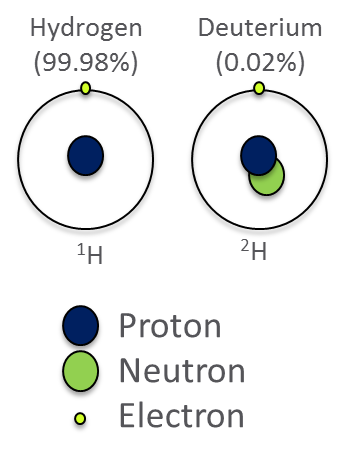 Hydrogen
(99.98%)
Deuterium
(0.02%)
¹H
²H
Proton
Neutron
Electron